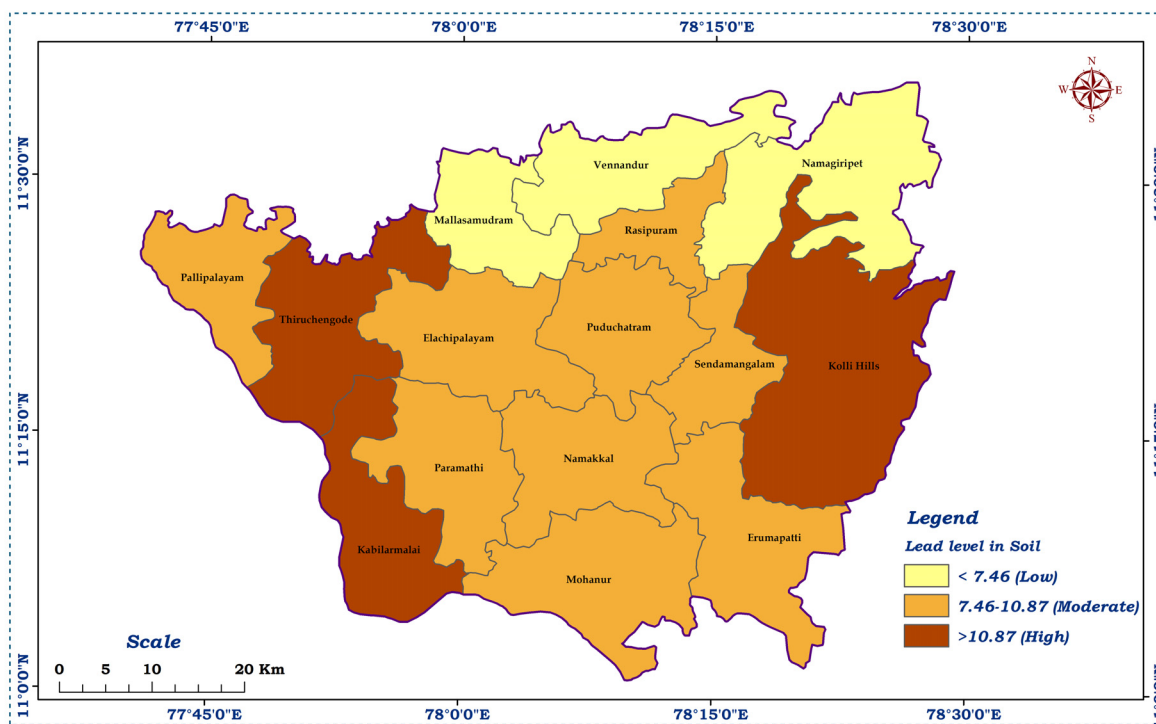 77°45'0"E 78°0'0"E 78°15'0"E 78°30'0"E
N
W E
S
11°30'0"N
Vennandur
Namagiripet
Mallasamudram
Rasipuram
Pallipalayam
Thiruchengode
Puduchatram
Elachipalayam
Sendamangalam
Kolli Hills
11°15'0"N
Namakkal
Paramathi
Erumapatti
Kabilarmalai
Mohanur
Legend
Lead level in Soil
< 7.46 (Low)
7.46-10.87 (Moderate)
>10.87 (High)
Scale
0 5 10 20 Km
11°0'0"N
77°45'0"E 78°0'0"E 78°15'0"E 78°30'0"E